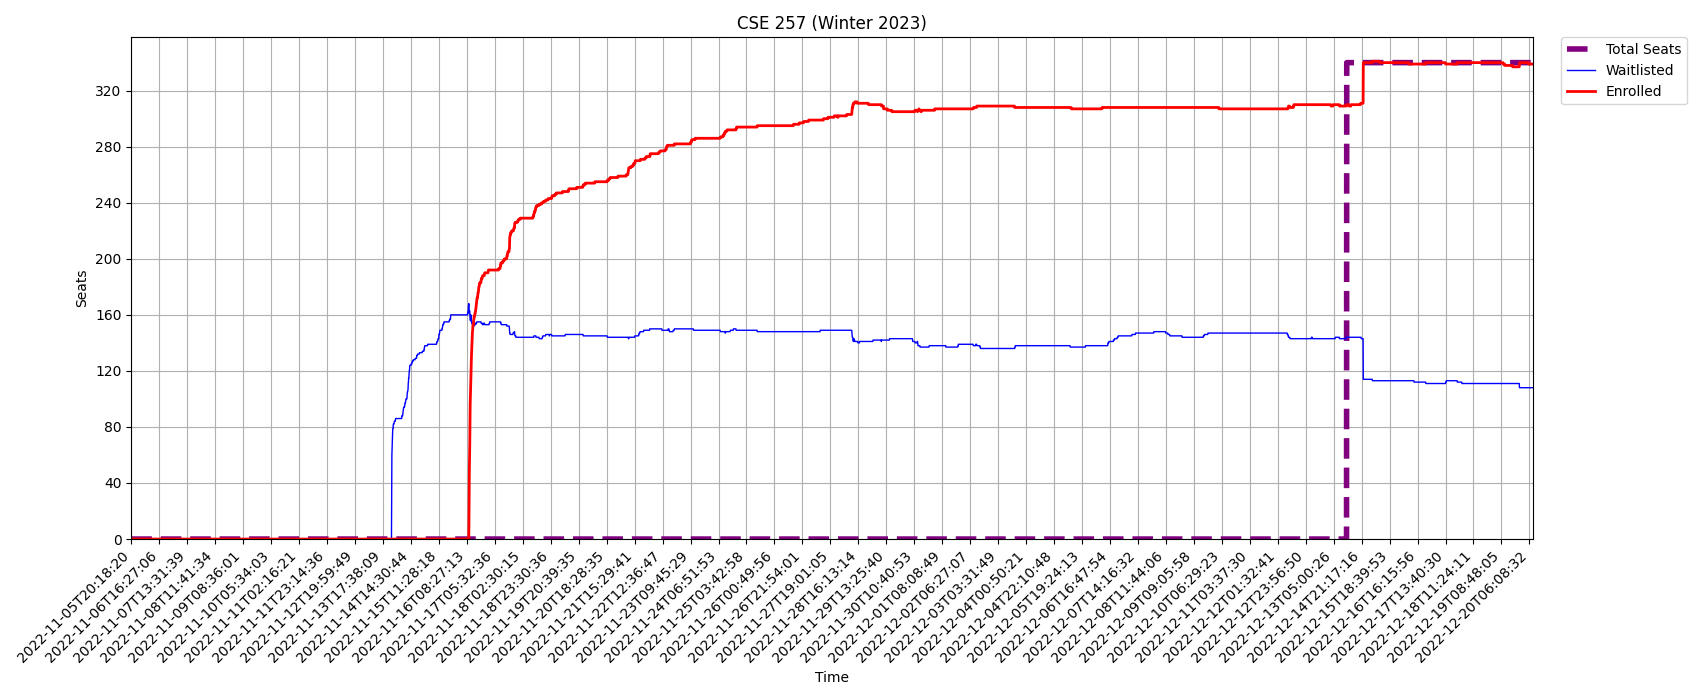 CSE 257 (Winter 2023)
Total Seats
Waitlisted
Enrolled
Seats
320
280
240
200
160
120
80
40
0
2022-11-05T20:18:20
2022-11-06T16:27:06
2022-11-07T13:31:39
2022-11-08T11:41:34
2022-11-09T08:36:01
2022-11-10T05:34:03
2022-11-11T02:16:21
2022-11-11T23:14:36
2022-11-12T19:59:49
2022-11-13T17:38:09
2022-11-14T14:30:44
2022-11-15T11:28:18
2022-11-16T08:27:13
2022-11-17T05:32:36
2022-11-18T02:30:15
2022-11-18T23:30:36
2022-11-19T20:39:35
2022-11-20T18:28:35
2022-11-21T15:29:41
2022-11-22T12:36:47
2022-11-23T09:45:29
2022-11-24T06:51:53
2022-11-25T03:42:58
2022-11-26T00:49:56
2022-11-26T21:54:01
2022-11-27T19:01:05
2022-11-28T16:13:14
2022-11-29T13:25:40
2022-11-30T10:40:53
2022-12-01T08:08:49
2022-12-02T06:27:07
2022-12-03T03:31:49
2022-12-04T00:50:21
2022-12-04T22:10:48
2022-12-05T19:24:13
2022-12-06T16:47:54
2022-12-07T14:16:32
2022-12-08T11:44:06
2022-12-09T09:05:58
2022-12-10T06:29:23
2022-12-11T03:37:30
2022-12-12T01:32:41
2022-12-12T23:56:50
2022-12-13T05:00:26
2022-12-14T21:17:16
2022-12-15T18:39:53
2022-12-16T16:15:56
2022-12-17T13:40:30
2022-12-18T11:24:11
2022-12-19T08:48:05
2022-12-20T06:08:32
Time